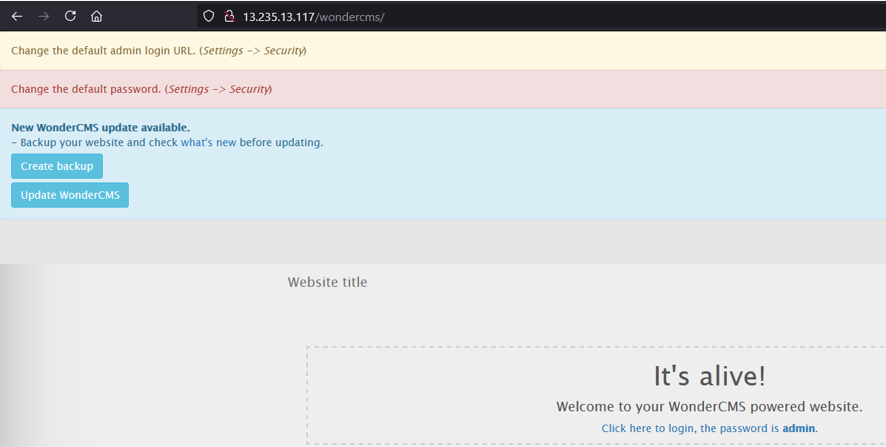 13.235.13.117/wondercms/
Change the default admin login URL. (Settings -> Security)
Change the default password. (Settings -> Security)
New WonderCMS update available.
- Backup your website and check what's new before updating.
Create backup
Update WonderCMS
Website title
It's alive!
Welcome to your WonderCMS powered website.
Click here to login, the password is admin.